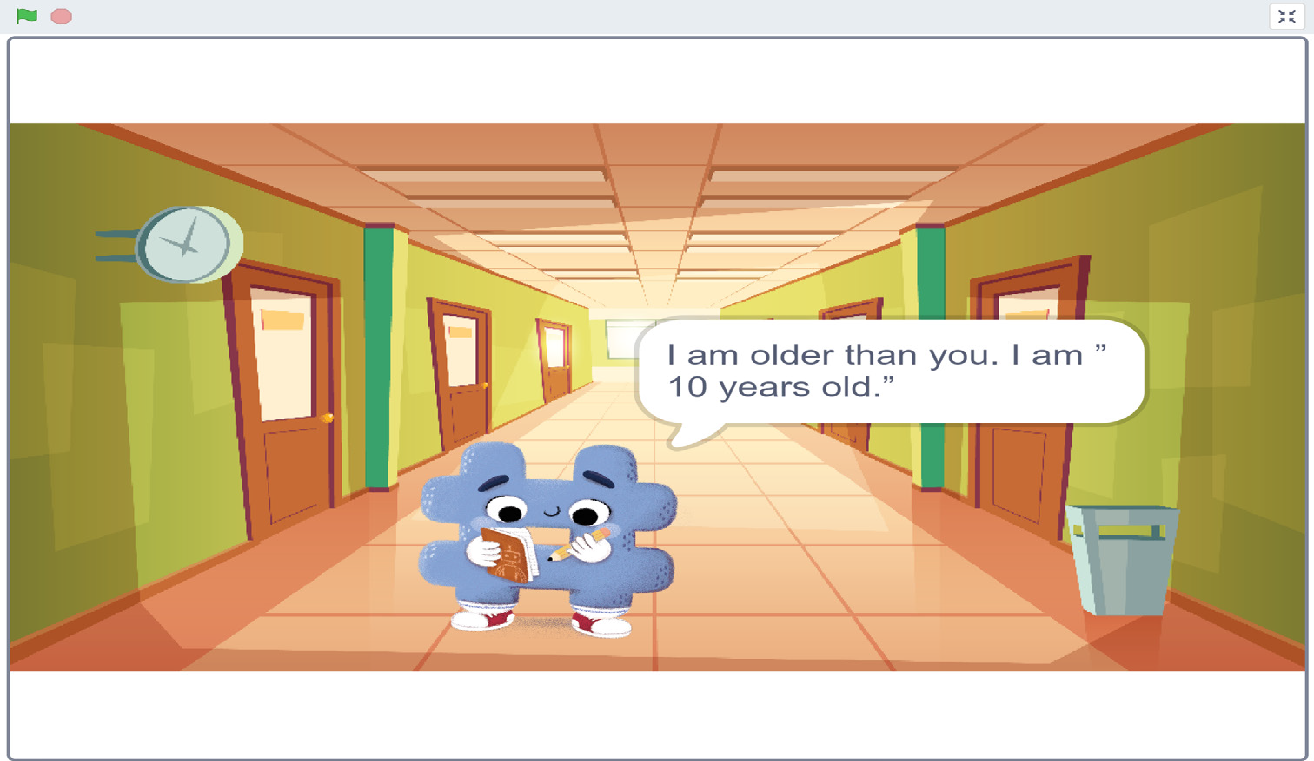 I am older than you. I am ”
10 years old.”